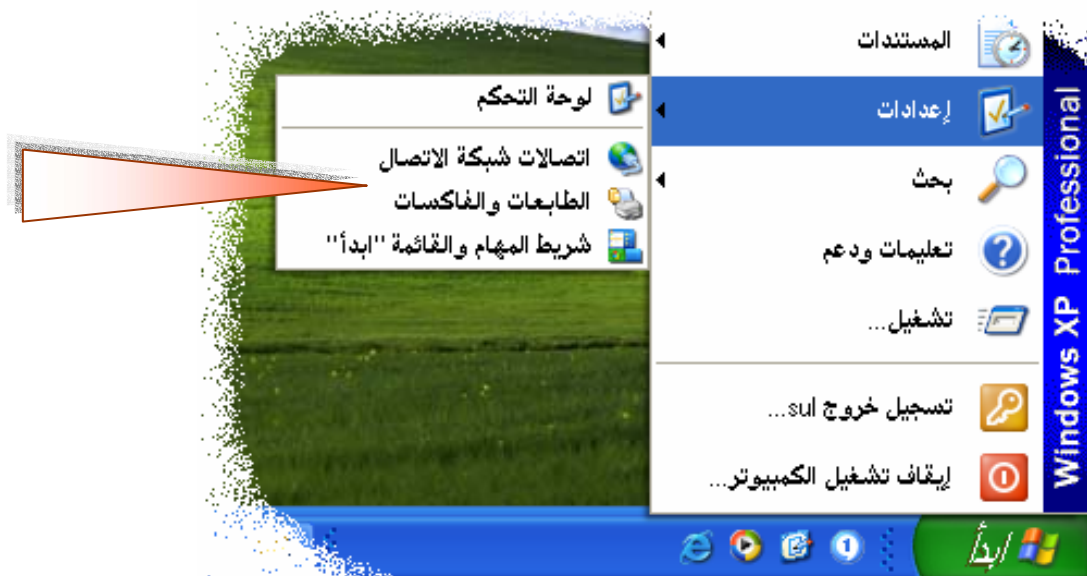 المستندات
إعدادات
بحث
تعليمات ودعم
تشغيل...
تسجيل خروج sul...
إيقاف تشغيل الكمبيوتر...
لوحة التحكم
اتصالات شبكة الاتصال
الطابعات والفاكسات
شريط المهام والقائمة "ابدأ"
Windows XP Professional
ابدأ
1